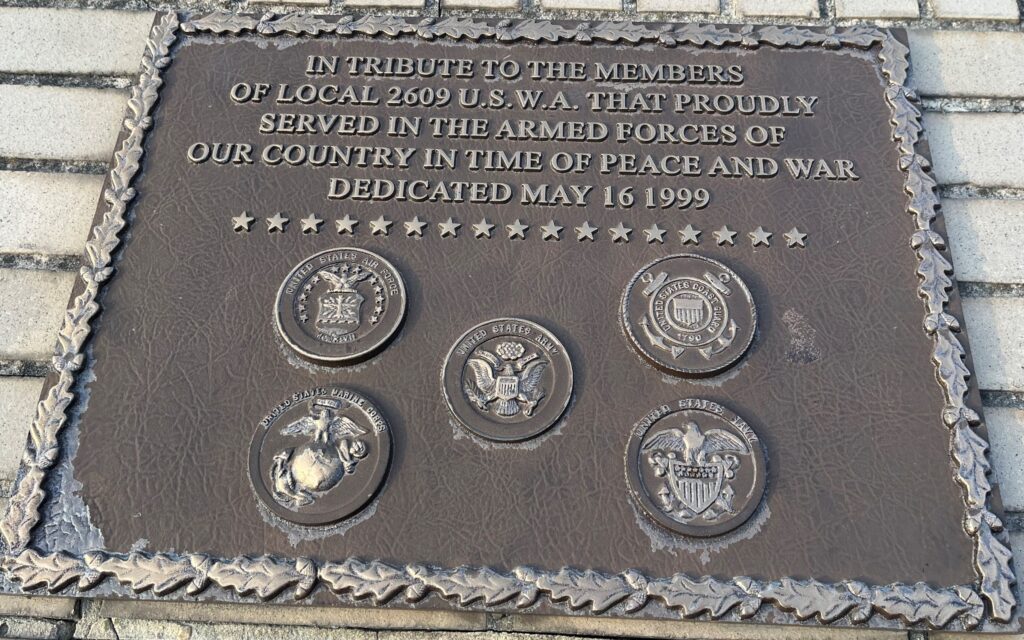 IN TRIBUTE TO THE MEMBERS
OF LOCAL 2609 U.S.W.A. THAT PROUDLY
SERVED IN THE ARMED FORCES OF
OUR COUNTRY IN TIME OF PEACE AND WAR
DEDICATED MAY 16 1999
UNITED STATES AIR FORCE
UNITED STATES COAST GUARD
1790
UNITED STATES ARMY
UNITED STATES MARINE CORPS
UNITED STATES NAVY